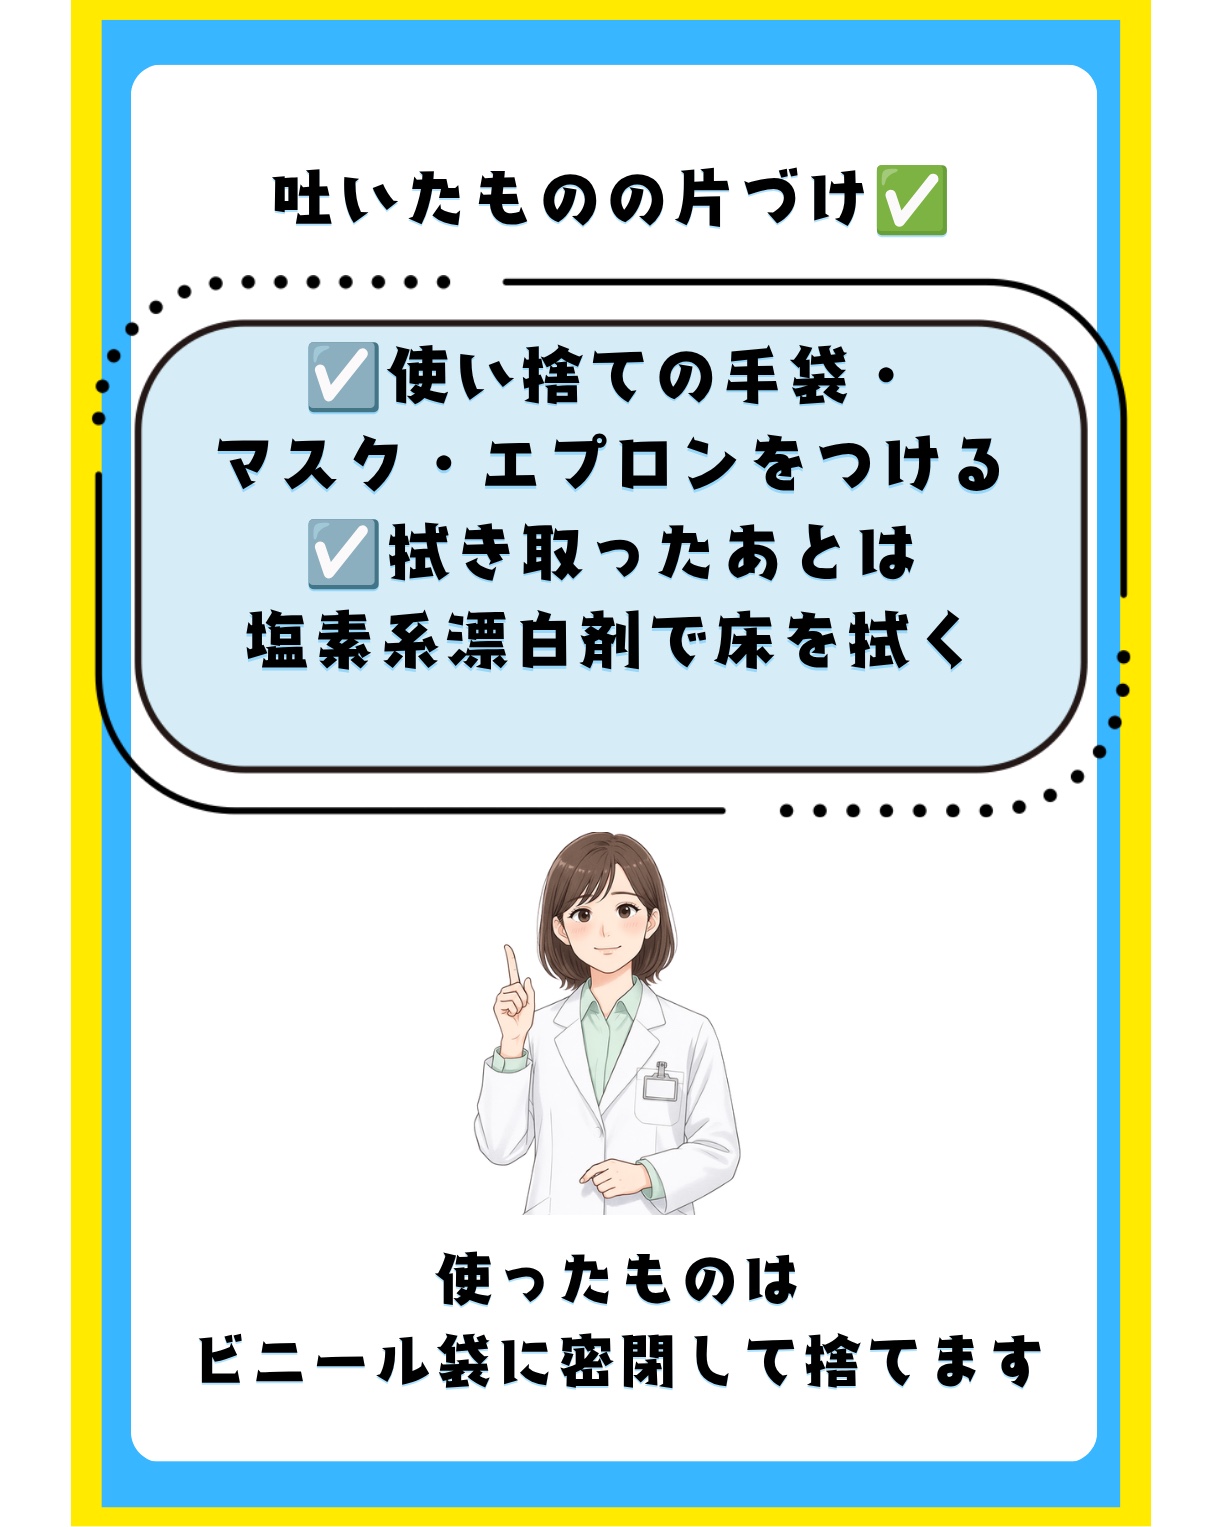 吐いたものの片づけ✅
☑️使い捨ての手袋・
マスク・エプロンをつける
☑️拭き取ったあとは
塩素系漂白剤で床を拭く
使ったものは
ビニール袋に密閉して捨てます